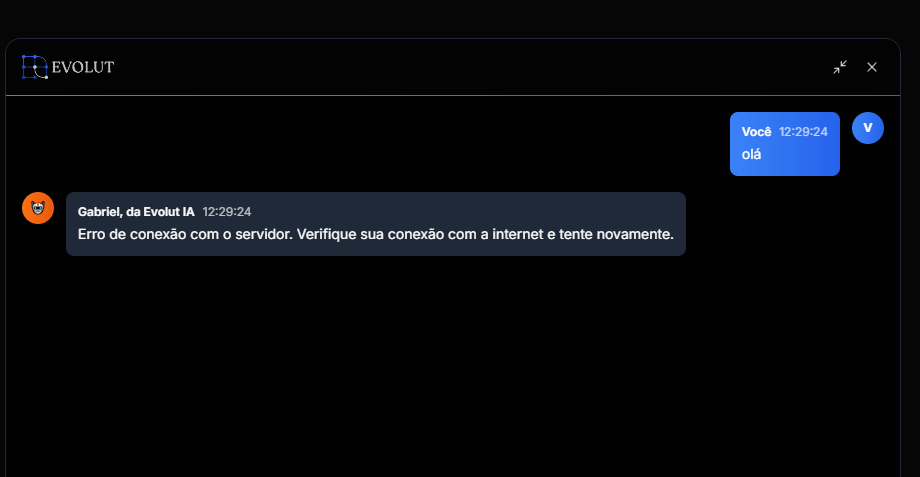 EVOLUT
Você 12:29:24
V
olá
Gabriel, da Evolut IA 12:29:24
Erro de conexão com o servidor. Verifique sua conexão com a internet e tente novamente.